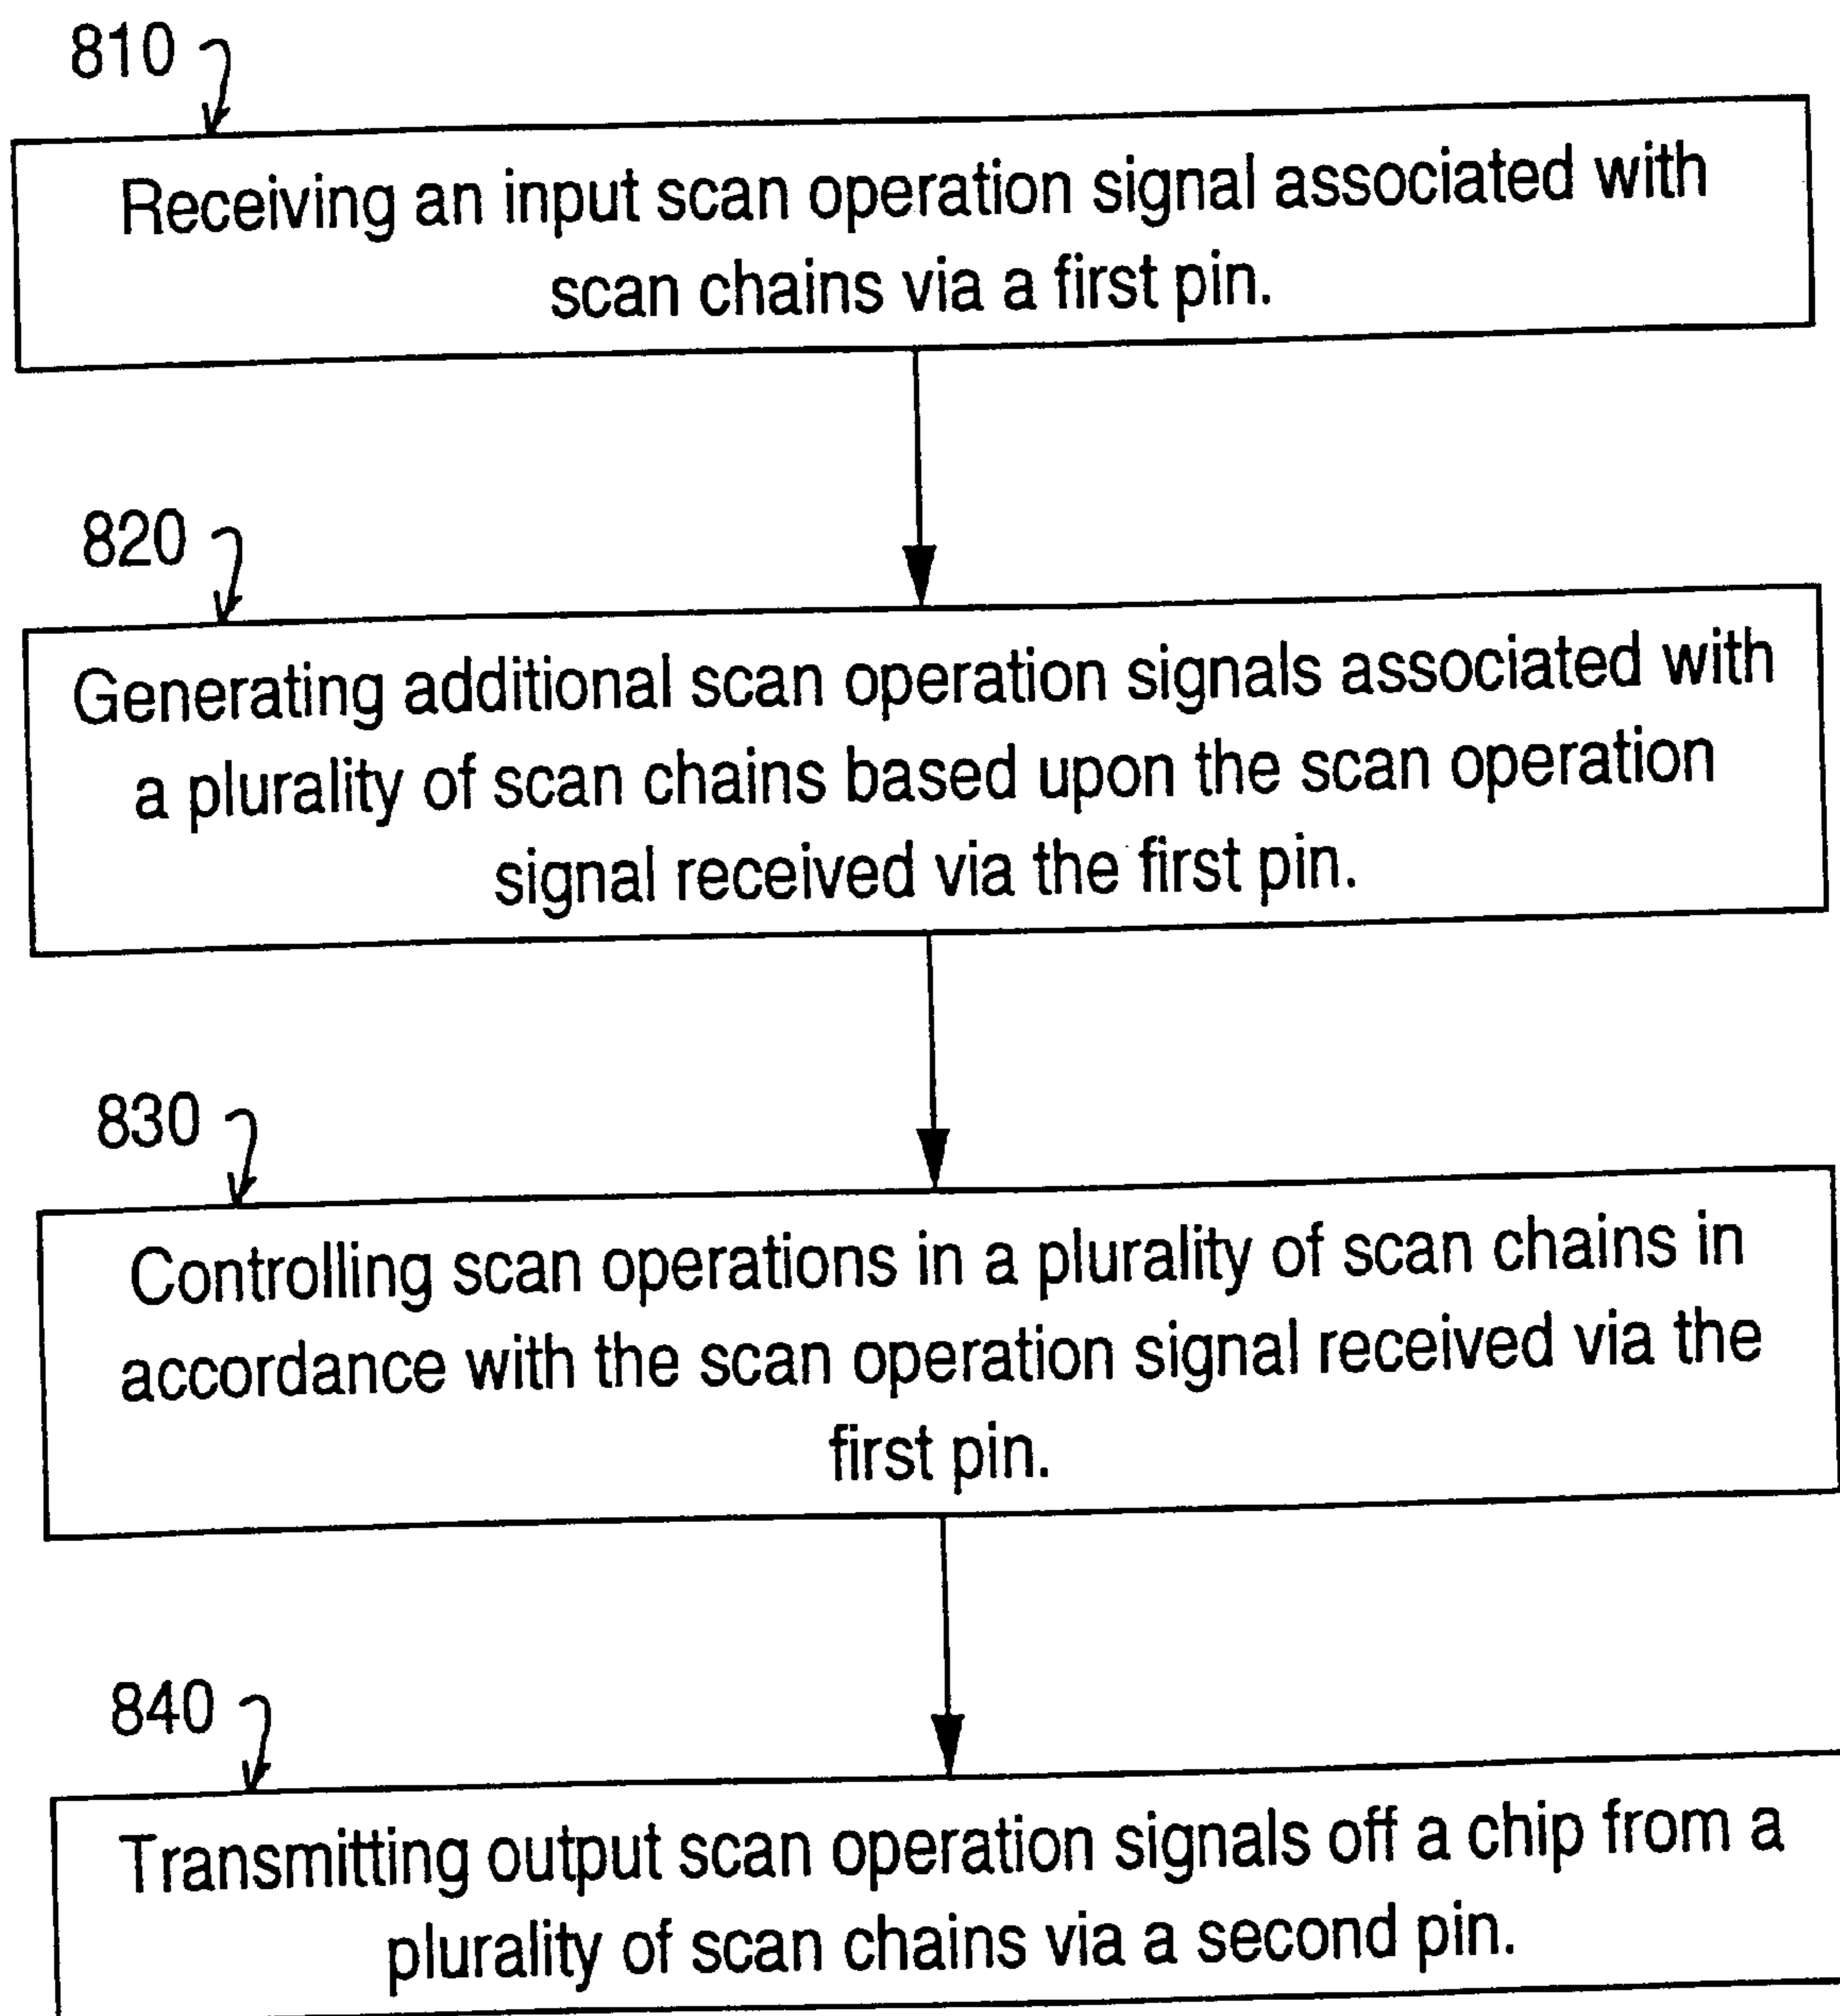 810
Receiving an input scan operation signal associated with
scan chains via a first pin.
820
Generating additional scan operation signals associated with
a plurality of scan chains based upon the scan operation
signal received via the first pin.
830
Controlling scan operations in a plurality of scan chains in
accordance with the scan operation signal received via the
first pin.
840
Transmitting output scan operation signals off a chip from a
plurality of scan chains via a second pin.